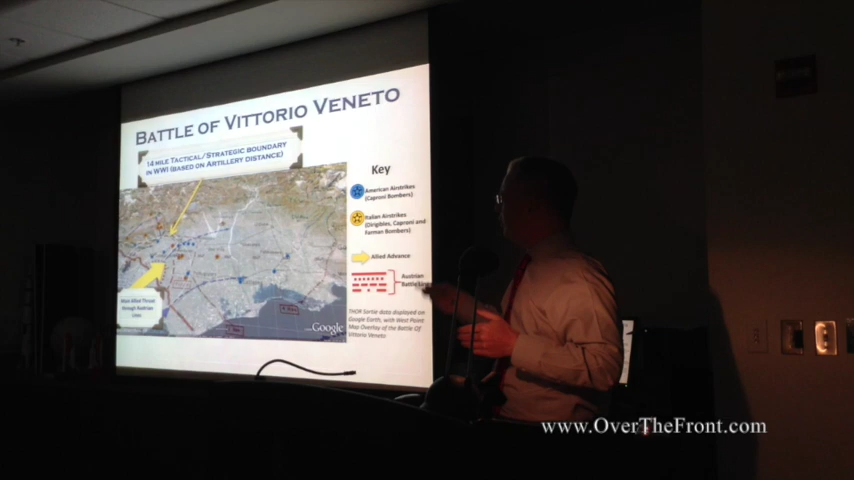 BATTLE OF VITTORIO VENETO
14 MILE TACTICAL/STRATEGIC BOUNDARY
IN WWI (BASED ON ARTILLERY DISTANCE)
Key
American Airstrikes
(Caproni Bombers)
Italian Airstrikes
(Dirigibles, Caproni and
Farman Bombers)
Allied Advance
Austrian
Battle Lines
Main Allied Thrust
through Austrian
Lines
THOR Sortie data displayed on
Google Earth, with West Point
Map Overlay of the Battle Of
Vittorio Veneto
Google
www.OverTheFront.com